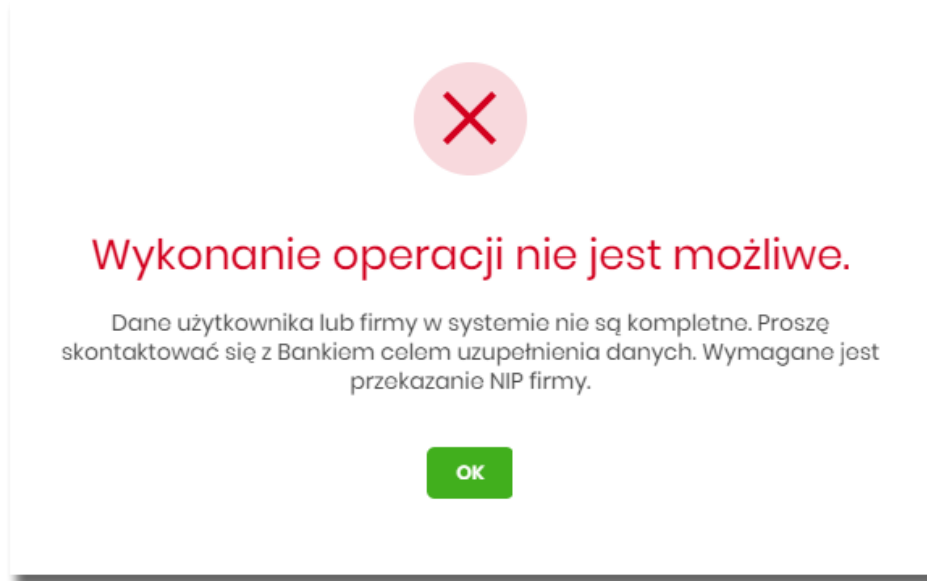 Wykonanie operacji nie jest możliwe.
Dane użytkownika lub firmy w systemie nie są kompletne. Proszę
skontaktować się z Bankiem celem uzupełnienia danych. Wymagane jest
przekazanie NIP firmy.
OK